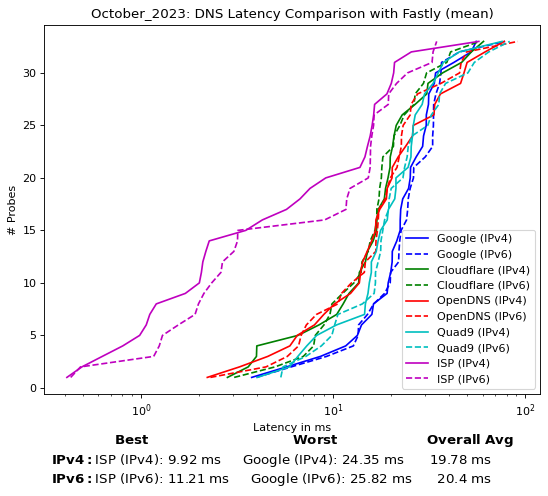 October_2023: DNS Latency Comparison with Fastly (mean)
# Probes
30
25
20
15
10
5
0
Google (IPv4)
Google (IPv6)
Cloudflare (IPv4)
Cloudflare (IPv6)
OpenDNS (IPv4)
OpenDNS (IPv6)
Quad9 (IPv4)
Quad9 (IPv6)
ISP (IPv4)
ISP (IPv6)
10⁰ 10¹ 10²
Latency in ms
Best Worst Overall Avg
IPv4: ISP (IPv4): 9.92 ms Google (IPv4): 24.35 ms 19.78 ms
IPv6: ISP (IPv6): 11.21 ms Google (IPv6): 25.82 ms 20.4 ms